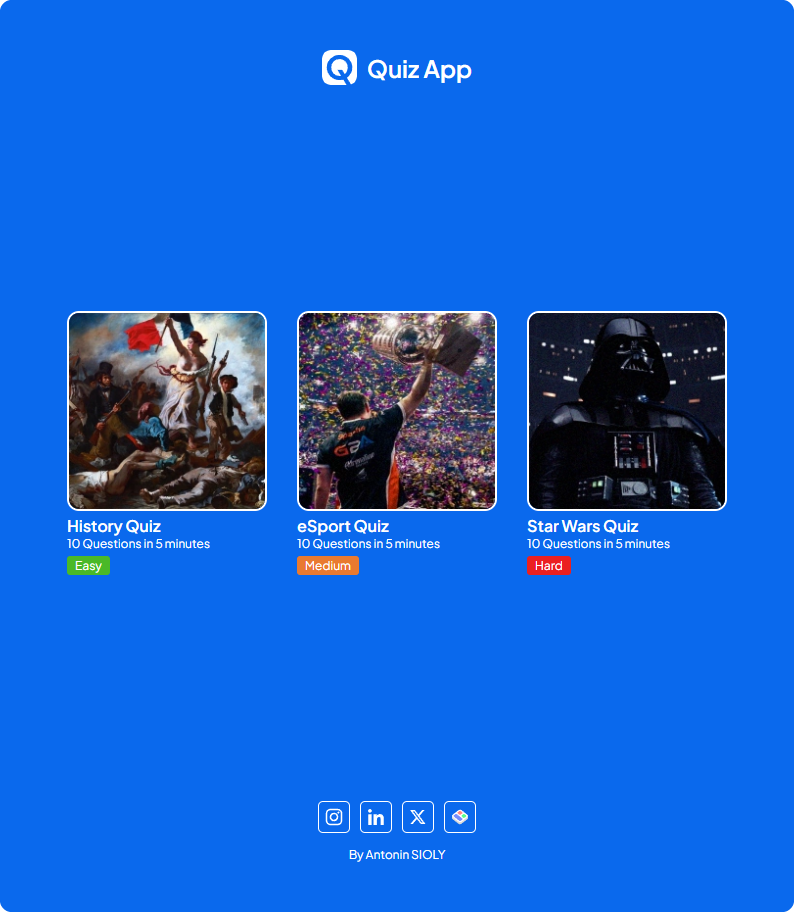 Quiz App
History Quiz
10 Questions in 5 minutes
Easy
eSport Quiz
10 Questions in 5 minutes
Medium
Star Wars Quiz
10 Questions in 5 minutes
Hard
By Antonin SIOLY